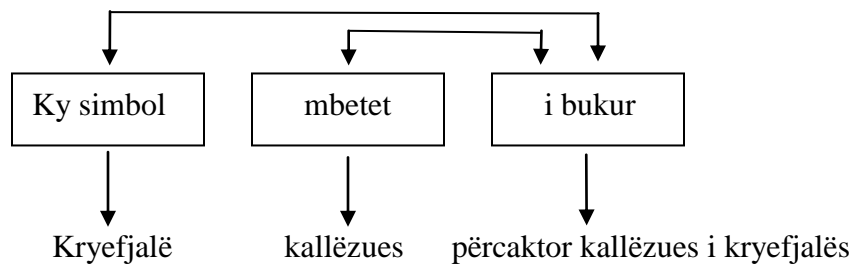 Ky simbol mbetet i bukur
Kryefjalë kallëzues përcaktor kallëzues i kryefjalës